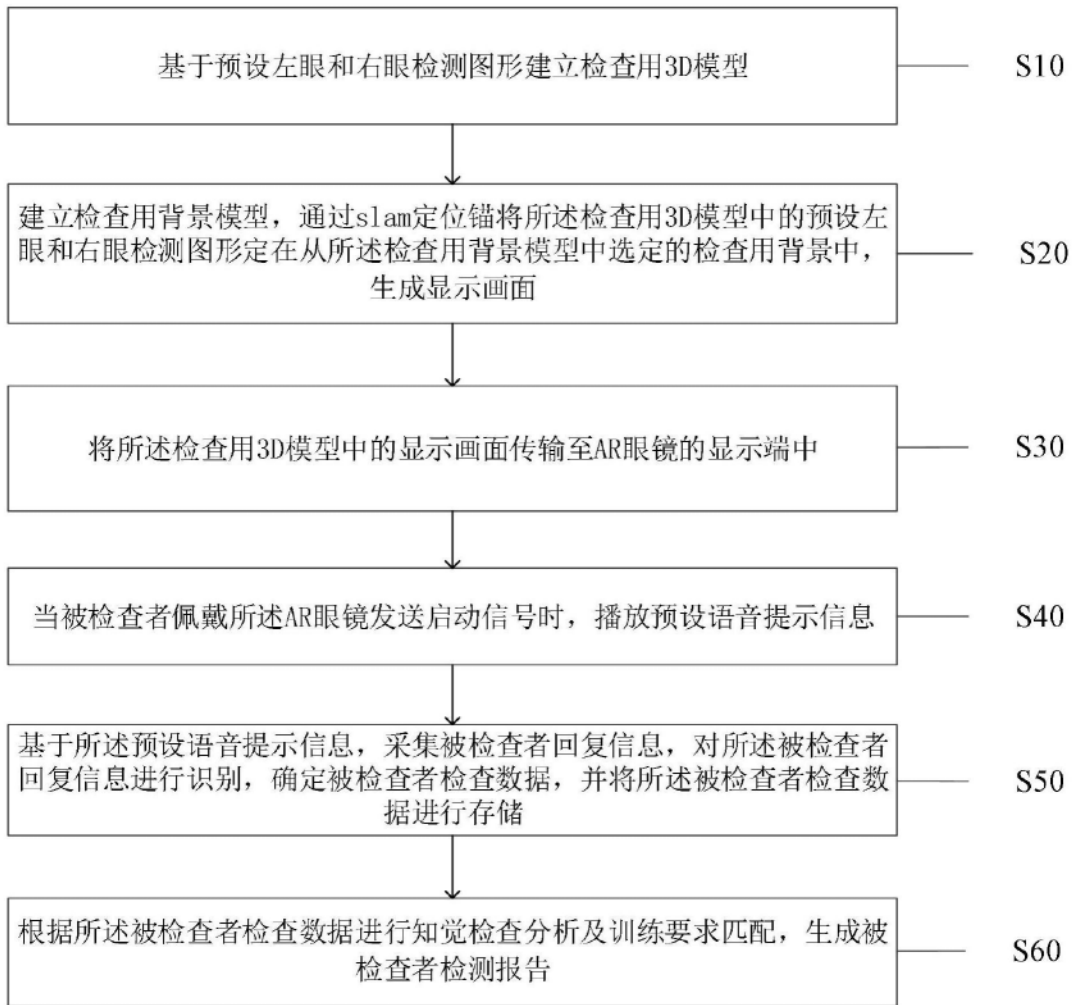 基于预设左眼和右眼检测图形建立检查用3D模型
S10
建立检查用背景模型，通过slam定位锚将所述检查用3D模型中的预设左
眼和右眼检测图形定在从所述检查用背景模型中选定的检查用背景中，
生成显示画面
S20
将所述检查用3D模型中的显示画面传输至AR眼镜的显示端中
S30
当被检查者佩戴所述AR眼镜发送启动信号时，播放预设语音提示信息
S40
基于所述预设语音提示信息，采集被检查者回复信息，对所述被检查者
回复信息进行识别，确定被检查者检查数据，并将所述被检查者检查数
据进行存储
S50
根据所述被检查者检查数据进行知觉检查分析及训练要求匹配，生成被
检查者检测报告
S60